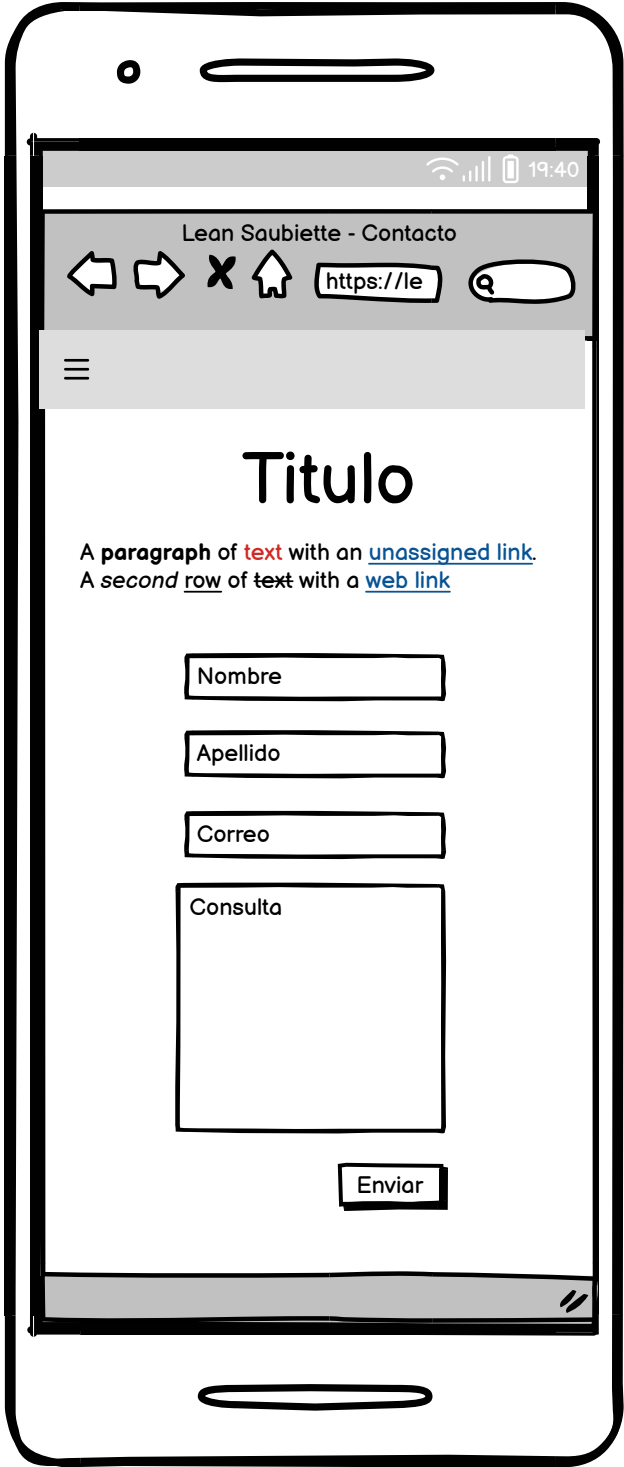 19:40
Lean Saubiette - Contacto
https://le
Titulo
A paragraph of text with an unassigned link.
A second row of text with a web link
Nombre
Apellido
Correo
Consulta
Enviar